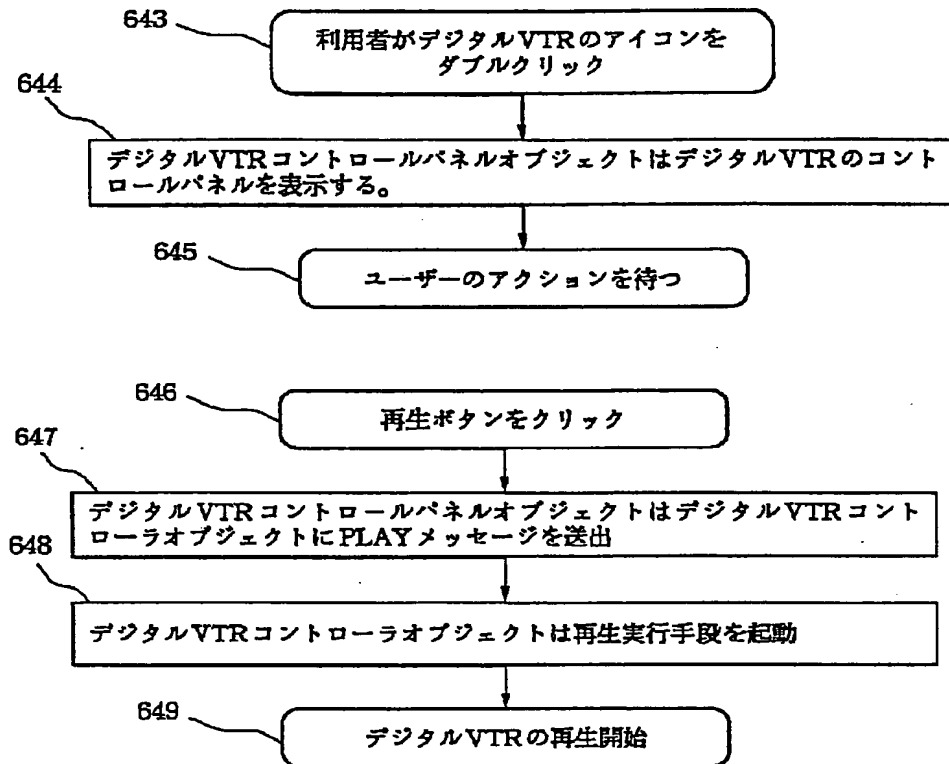 643
利用者がデジタルVTRのアイコンを
ダブルクリック
644
デジタルVTRコントロールパネルオブジェクトはデジタルVTRのコント
ロールパネルを表示する。
645
ユーザーのアクションを待つ
646
再生ボタンをクリック
647
デジタルVTRコントロールパネルオブジェクトはデジタルVTRコント
ローラオブジェクトにPLAYメッセージを送出
648
デジタルVTRコントローラオブジェクトは再生実行手段を起動
649
デジタルVTRの再生開始